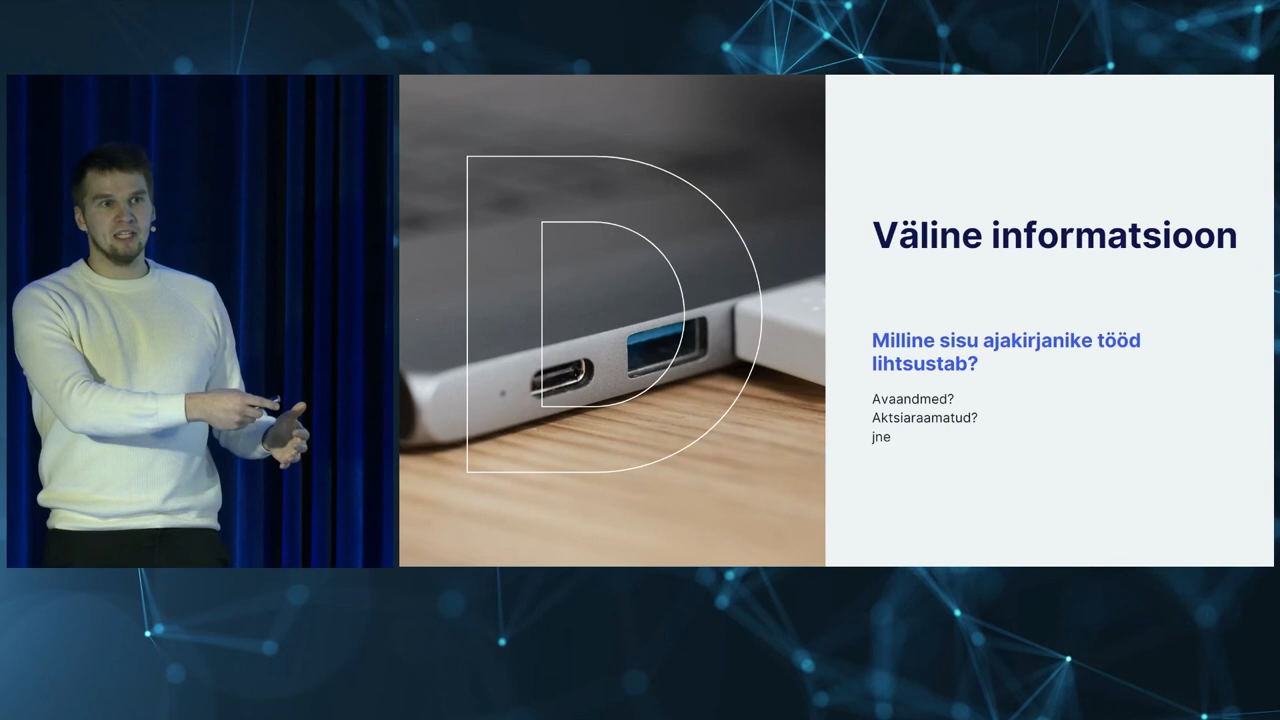 D
Väline informatsioon
Milline sisu ajakirjanike tööd
lihtsustab?
Avaandmed?
Aktsiaraamatud?
jne